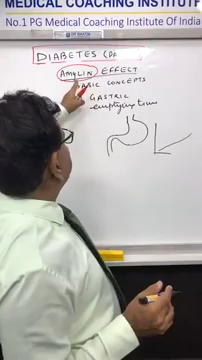 MEDICAL COACHING INSTITUTE
No.1 PG Medical Coaching Institute Of India
DIABETES
AMYLIN EFFECT
BASIC CONCEPTS
GASTRIC
emptying time